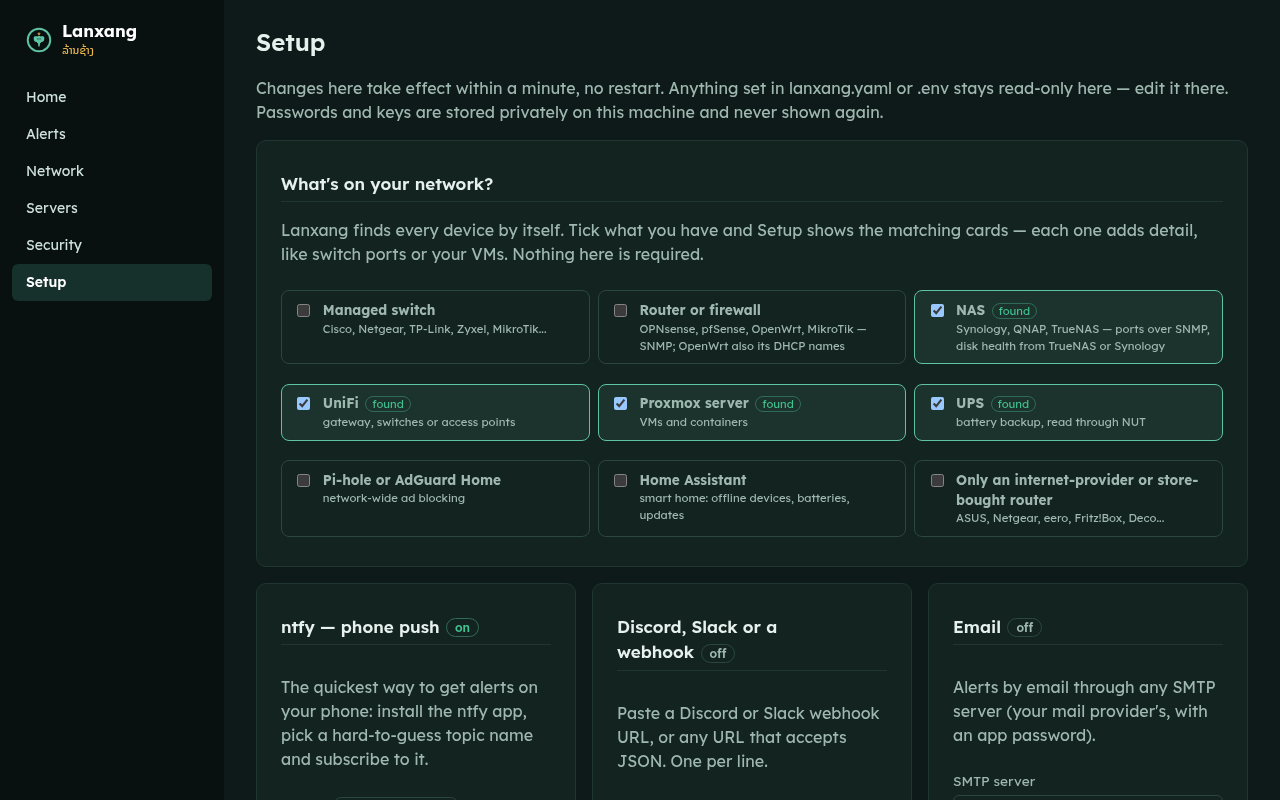 Lanxang
ລ້ານຊ້າງ
Home
Alerts
Network
Servers
Security
Setup
Setup
Changes here take effect within a minute, no restart. Anything set in lanxang.yaml or .env stays read-only here — edit it there.
Passwords and keys are stored privately on this machine and never shown again.
What's on your network?
Lanxang finds every device by itself. Tick what you have and Setup shows the matching cards — each one adds detail,
like switch ports or your VMs. Nothing here is required.
Managed switch
Cisco, Netgear, TP-Link, Zyxel, MikroTik...
Router or firewall
OPNsense, pfSense, OpenWrt, MikroTik —
SNMP; OpenWrt also its DHCP names
NAS found
Synology, QNAP, TrueNAS — ports over SNMP,
disk health from TrueNAS or Synology
UniFi found
gateway, switches or access points
Proxmox server found
VMs and containers
UPS found
battery backup, read through NUT
Pi-hole or AdGuard Home
network-wide ad blocking
Home Assistant
smart home: offline devices, batteries,
updates
Only an internet-provider or store-
bought router
ASUS, Netgear, eero, Fritz!Box, Deco...
ntfy — phone push on
The quickest way to get alerts on
your phone: install the ntfy app,
pick a hard-to-guess topic name
and subscribe to it.
Discord, Slack or a
webhook off
Paste a Discord or Slack webhook
URL, or any URL that accepts
JSON. One per line.
Email off
Alerts by email through any SMTP
server (your mail provider's, with
an app password).
SMTP server